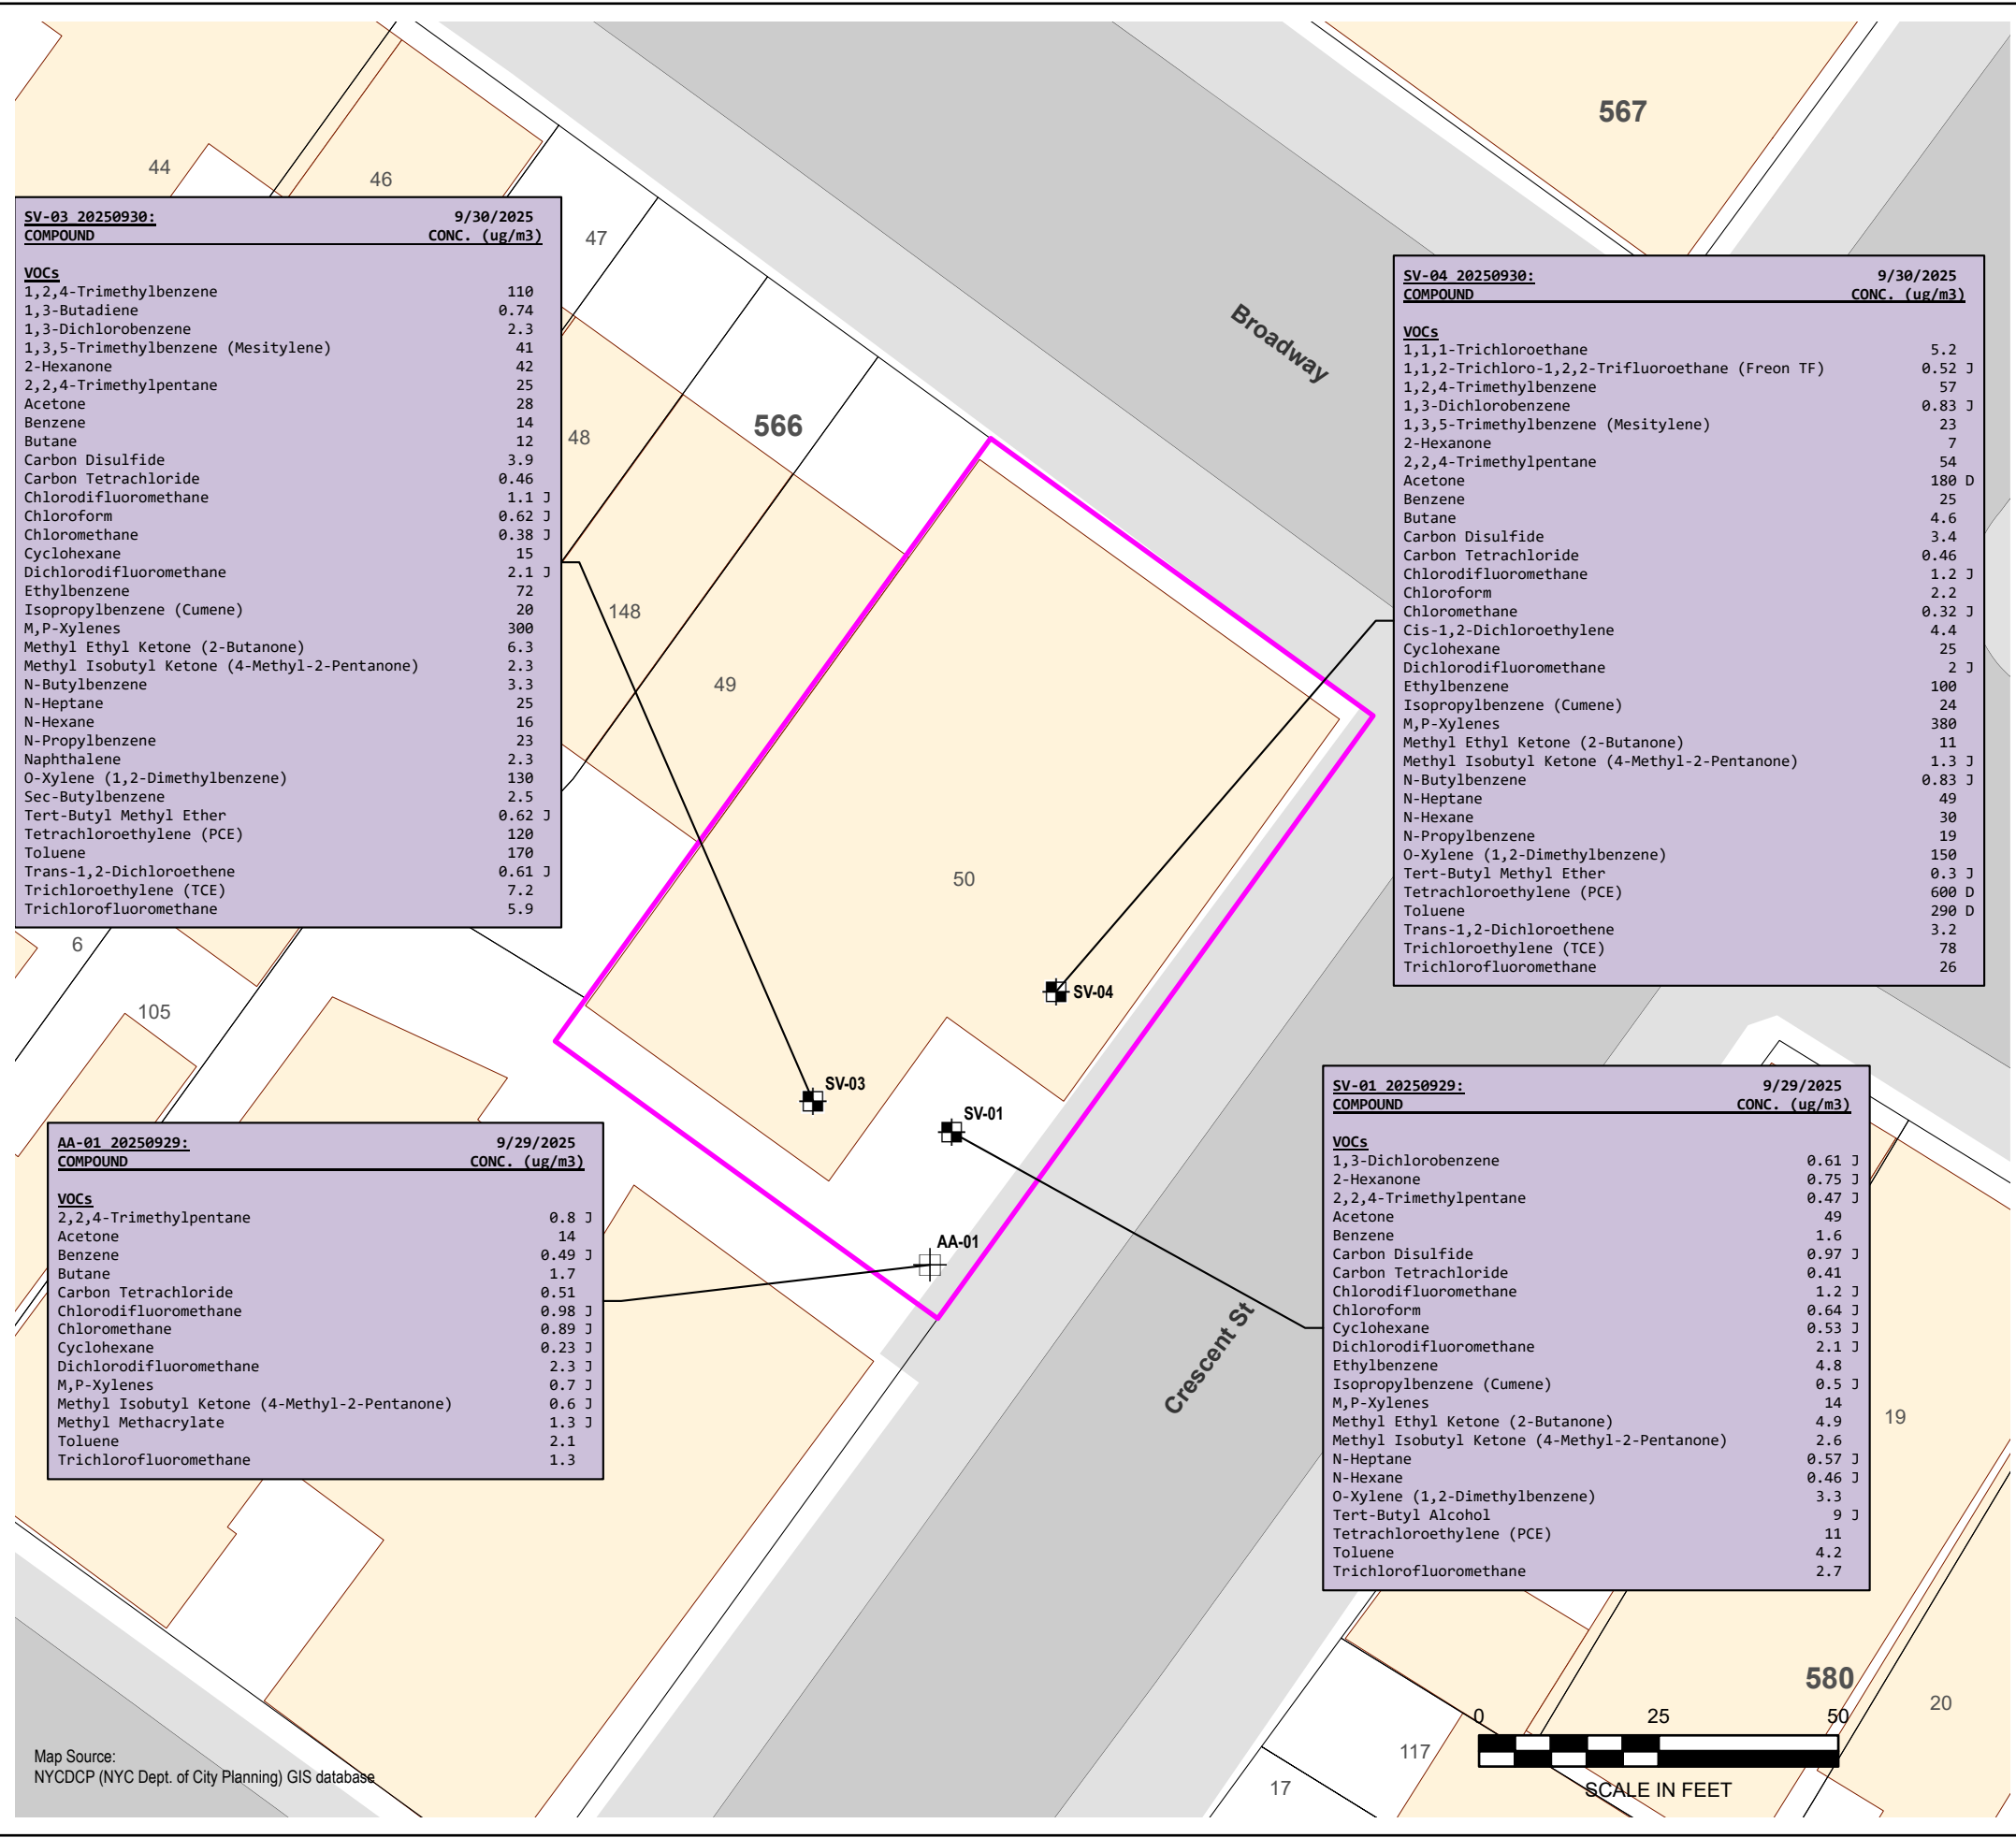 567
44
46
47
SV-03 20250930: 9/30/2025
COMPOUND CONC. (ug/m3)
VOCs
1,2,4-Trimethylbenzene 110
1,3-Butadiene 0.74
1,3-Dichlorobenzene 2.3
1,3,5-Trimethylbenzene (Mesitylene) 41
2-Hexanone 42
2,2,4-Trimethylpentane 25
Acetone 28
Benzene 14
Butane 12
Carbon Disulfide 3.9
Carbon Tetrachloride 0.46
Chlorodifluoromethane 1.1 J
Chloroform 0.62 J
Chloromethane 0.38 J
Cyclohexane 15
Dichlorodifluoromethane 2.1 J
Ethylbenzene 72
Isopropylbenzene (Cumene) 20
M,P-Xylenes 300
Methyl Ethyl Ketone (2-Butanone) 6.3
Methyl Isobutyl Ketone (4-Methyl-2-Pentanone) 2.3
N-Butylbenzene 3.3
N-Heptane 25
N-Hexane 16
N-Propylbenzene 23
Naphthalene 2.3
O-Xylene (1,2-Dimethylbenzene) 130
Sec-Butylbenzene 2.5
Tert-Butyl Methyl Ether 0.62 J
Tetrachloroethylene (PCE) 120
Toluene 170
Trans-1,2-Dichloroethene 0.61 J
Trichloroethylene (TCE) 7.2
Trichlorofluoromethane 5.9
Broadway
566
48
148
49
50
SV-04 20250930: 9/30/2025
COMPOUND CONC. (ug/m3)
VOCs
1,1,1-Trichloroethane 5.2
1,1,2-Trichloro-1,2,2-Trifluoroethane (Freon TF) 0.52 J
1,2,4-Trimethylbenzene 57
1,3-Dichlorobenzene 0.83 J
1,3,5-Trimethylbenzene (Mesitylene) 23
2-Hexanone 7
2,2,4-Trimethylpentane 54
Acetone 180 D
Benzene 25
Butane 4.6
Carbon Disulfide 3.4
Carbon Tetrachloride 0.46
Chlorodifluoromethane 1.2 J
Chloroform 2.2
Chloromethane 0.32 J
Cis-1,2-Dichloroethylene 4.4
Cyclohexane 25
Dichlorodifluoromethane 2 J
Ethylbenzene 100
Isopropylbenzene (Cumene) 24
M,P-Xylenes 380
Methyl Ethyl Ketone (2-Butanone) 11
Methyl Isobutyl Ketone (4-Methyl-2-Pentanone) 1.3 J
N-Butylbenzene 0.83 J
N-Heptane 49
N-Hexane 30
N-Propylbenzene 19
O-Xylene (1,2-Dimethylbenzene) 150
Tert-Butyl Methyl Ether 0.3 J
Tetrachloroethylene (PCE) 600 D
Toluene 290 D
Trans-1,2-Dichloroethene 3.2
Trichloroethylene (TCE) 78
Trichlorofluoromethane 26
6
105
SV-04
SV-03
SV-01
AA-01
AA-01 20250929: 9/29/2025
COMPOUND CONC. (ug/m3)
VOCs
2,2,4-Trimethylpentane 0.8 J
Acetone 14
Benzene 0.49 J
Butane 1.7
Carbon Tetrachloride 0.51
Chlorodifluoromethane 0.98 J
Chloromethane 0.89 J
Cyclohexane 0.23 J
Dichlorodifluoromethane 2.3 J
M,P-Xylenes 0.7 J
Methyl Isobutyl Ketone (4-Methyl-2-Pentanone) 0.6 J
Methyl Methacrylate 1.3 J
Toluene 2.1
Trichlorofluoromethane 1.3
Crescent St
SV-01 20250929: 9/29/2025
COMPOUND CONC. (ug/m3)
VOCs
1,3-Dichlorobenzene 0.61 J
2-Hexanone 0.75 J
2,2,4-Trimethylpentane 0.47 J
Acetone 49
Benzene 1.6
Carbon Disulfide 0.97 J
Carbon Tetrachloride 0.41
Chlorodifluoromethane 1.2 J
Chloroform 0.64 J
Cyclohexane 0.53 J
Dichlorodifluoromethane 2.1 J
Ethylbenzene 4.8
Isopropylbenzene (Cumene) 0.5 J
M,P-Xylenes 14
Methyl Ethyl Ketone (2-Butanone) 4.9
Methyl Isobutyl Ketone (4-Methyl-2-Pentanone) 2.6
N-Heptane 0.57 J
N-Hexane 0.46 J
O-Xylene (1,2-Dimethylbenzene) 3.3
Tert-Butyl Alcohol 9 J
Tetrachloroethylene (PCE) 11
Toluene 4.2
Trichlorofluoromethane 2.7
19
580
20
117
17
0 25 50
SCALE IN FEET
Map Source:
NYCDCP (NYC Dept. of City Planning) GIS database